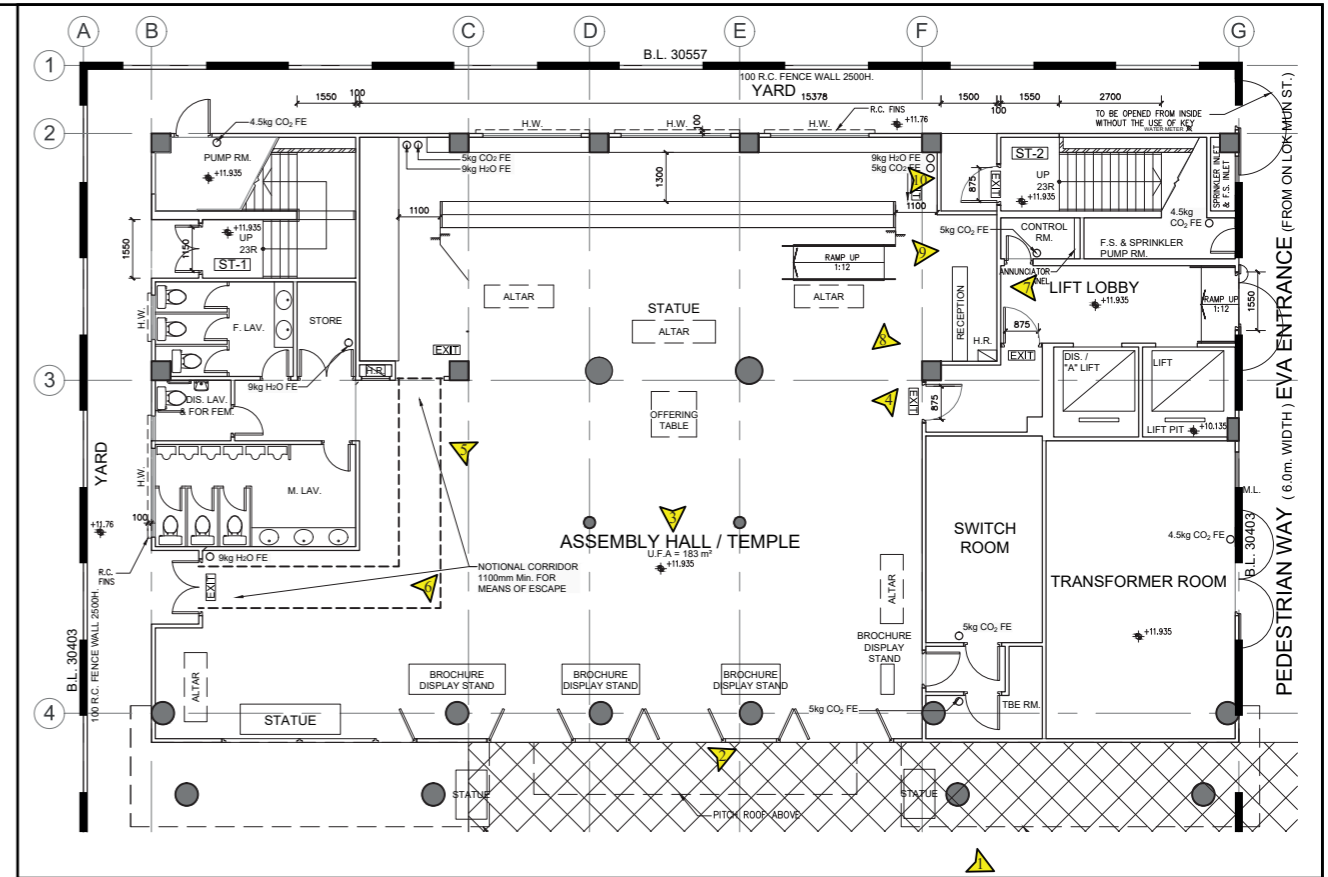 A
B
C
D
E
F
G
1
B.L. 30557
100 R.C. FENCE WALL 2500H.
YARD
1550
100
15378
1500
100
1550
2700
R.C. FINS
+11.76
TO BE OPENED FROM INSIDE
WITHOUT THE USE OF KEY
WATER METER
2
4.5kg CO₂ FE
H.W.
100
H.W.
H.W.
PUMP RM.
+11.935
5kg CO₂ FE
9kg H₂O FE
1300
9kg H₂O FE
5kg CO₂ FE
10
EXIT
875
EXIT
ST-2
UP
23R
+11.935
SPRINKLER INLET
& F.S. INLET
1550
1150
+11.935
UP
23R
ST-1
1100
1100
4.5kg
CO₂ FE
5kg CO₂ FE
CONTROL
RM.
F.S. & SPRINKLER
PUMP RM.
9
RAMP UP
1:12
ANNUNCIATOR
PANEL
7
LIFT LOBBY
+11.935
RAMP UP
1:12
1550
RECEPTION
H.W.
F. LAV.
STORE
ALTAR
STATUE
ALTAR
ALTAR
8
H.R.
875
EXIT
EXIT
H.R.
DIS. /
"A" LIFT
LIFT
3
9kg H₂O FE
DIS. LAV.
& FOR FEM.
OFFERING
TABLE
4
EXIT
875
LIFT PIT
+10.135
YARD
H.W.
5
M. LAV.
M.L.
+11.76
100
3
ASSEMBLY HALL / TEMPLE
U.F.A = 183 m²
+11.935
SWITCH
ROOM
4.5kg CO₂ FE
B.L. 30403
R.C.
FINS
9kg H₂O FE
EXIT
6
NOTIONAL CORRIDOR
1100mm Min. FOR
MEANS OF ESCAPE
ALTAR
TRANSFORMER ROOM
+11.935
5kg CO₂ FE
B.L. 30403
100 R.C. FENCE WALL 2500H.
BROCHURE
DISPLAY
STAND
ALTAR
BROCHURE
DISPLAY STAND
BROCHURE
DISPLAY STAND
BROCHURE
DISPLAY STAND
4
STATUE
5kg CO₂ FE
TBE RM.
2
STATUE
STATUE
PITCH ROOF ABOVE
1
PEDESTRIAN WAY ( 6.0m. WIDTH ) EVA ENTRANCE (FROM ON LOK MUN ST.)